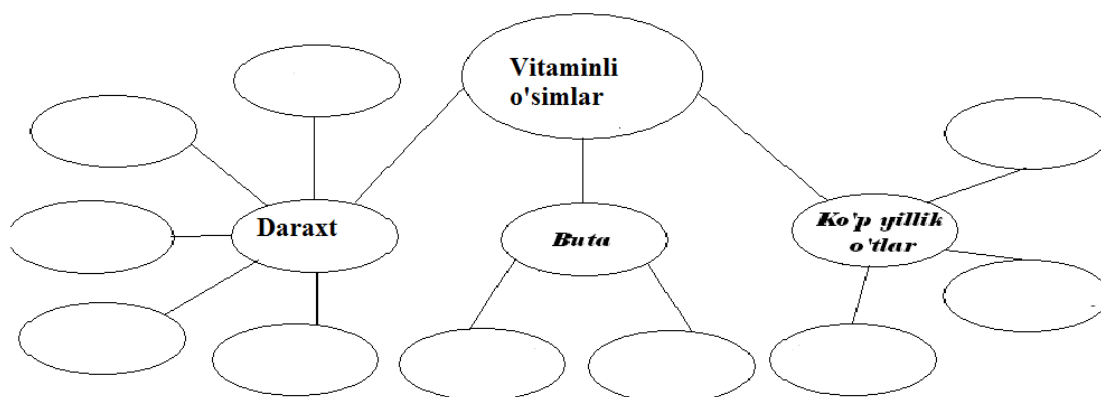 Vitaminli
o'simlar
Daraxt
Buta
Ko'p yillik
o'tlar